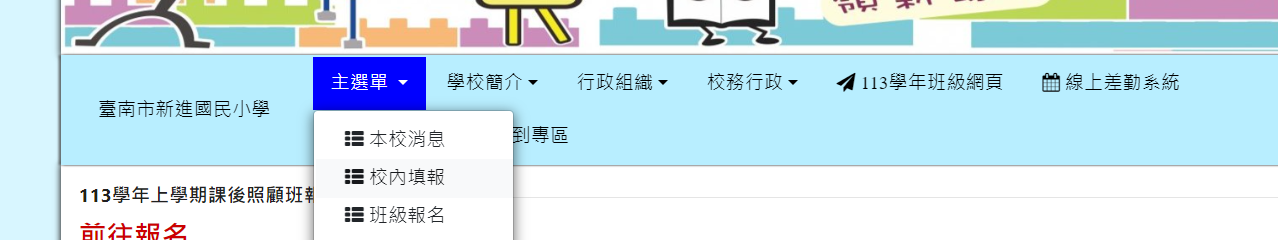 主選單
學校簡介
行政組織
校務行政
113學年班級網頁
線上差勤系統
臺南市新進國民小學
到專區
本校消息
校內填報
班級報名
113學年上學期課後照顧班
前往報名